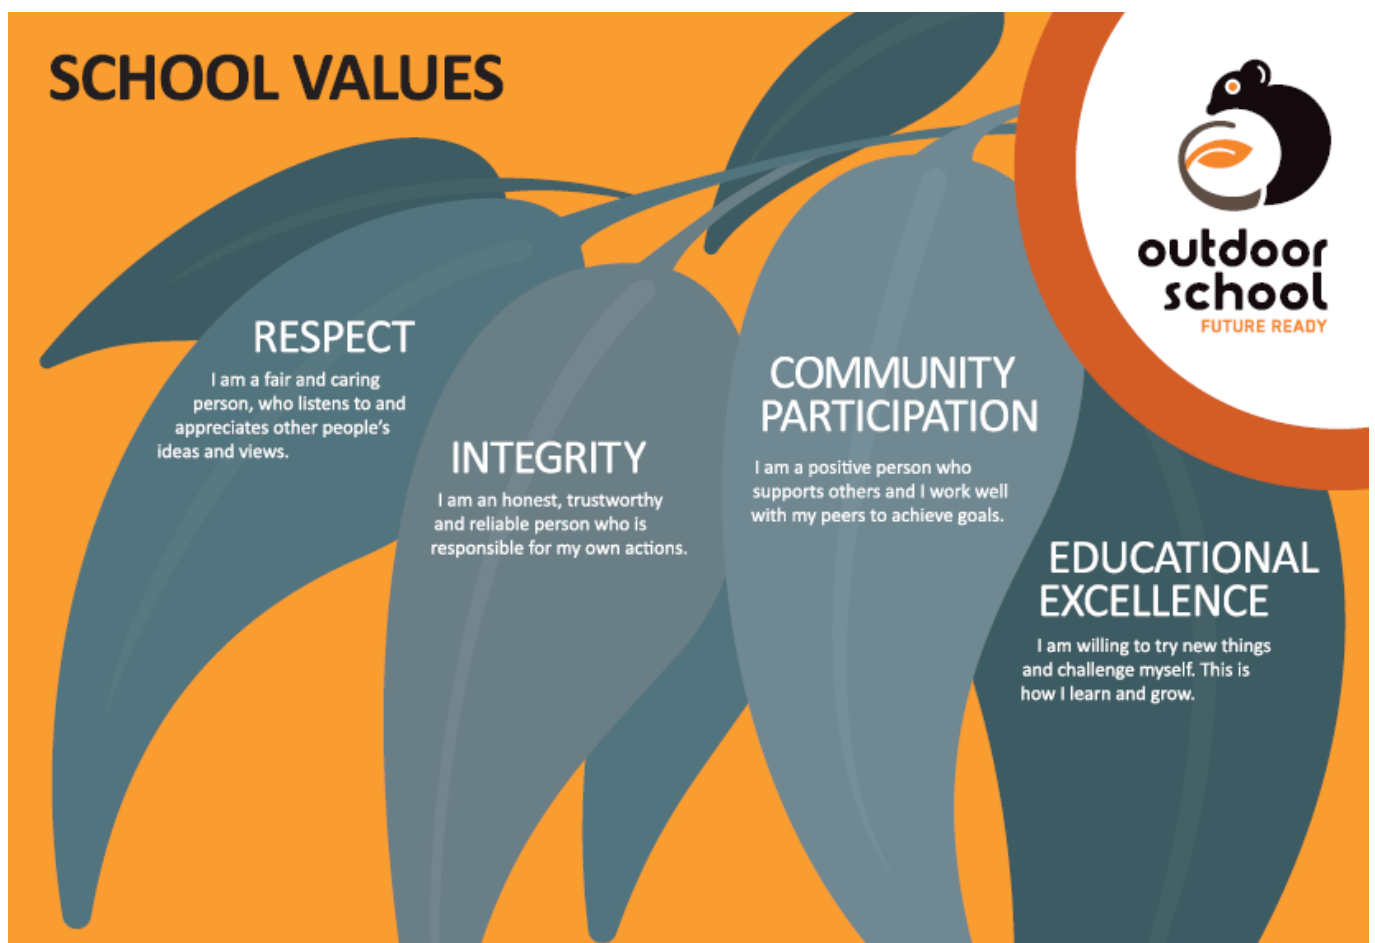 SCHOOL VALUES
outdoor
school
FUTURE READY
RESPECT
I am a fair and caring
person, who listens to and
appreciates other people’s
ideas and views.
INTEGRITY
I am an honest, trustworthy
and reliable person who is
responsible for my own actions.
COMMUNITY
PARTICIPATION
I am a positive person who
supports others and I work well
with my peers to achieve goals.
EDUCATIONAL
EXCELLENCE
I am willing to try new things
and challenge myself. This is
how I learn and grow.